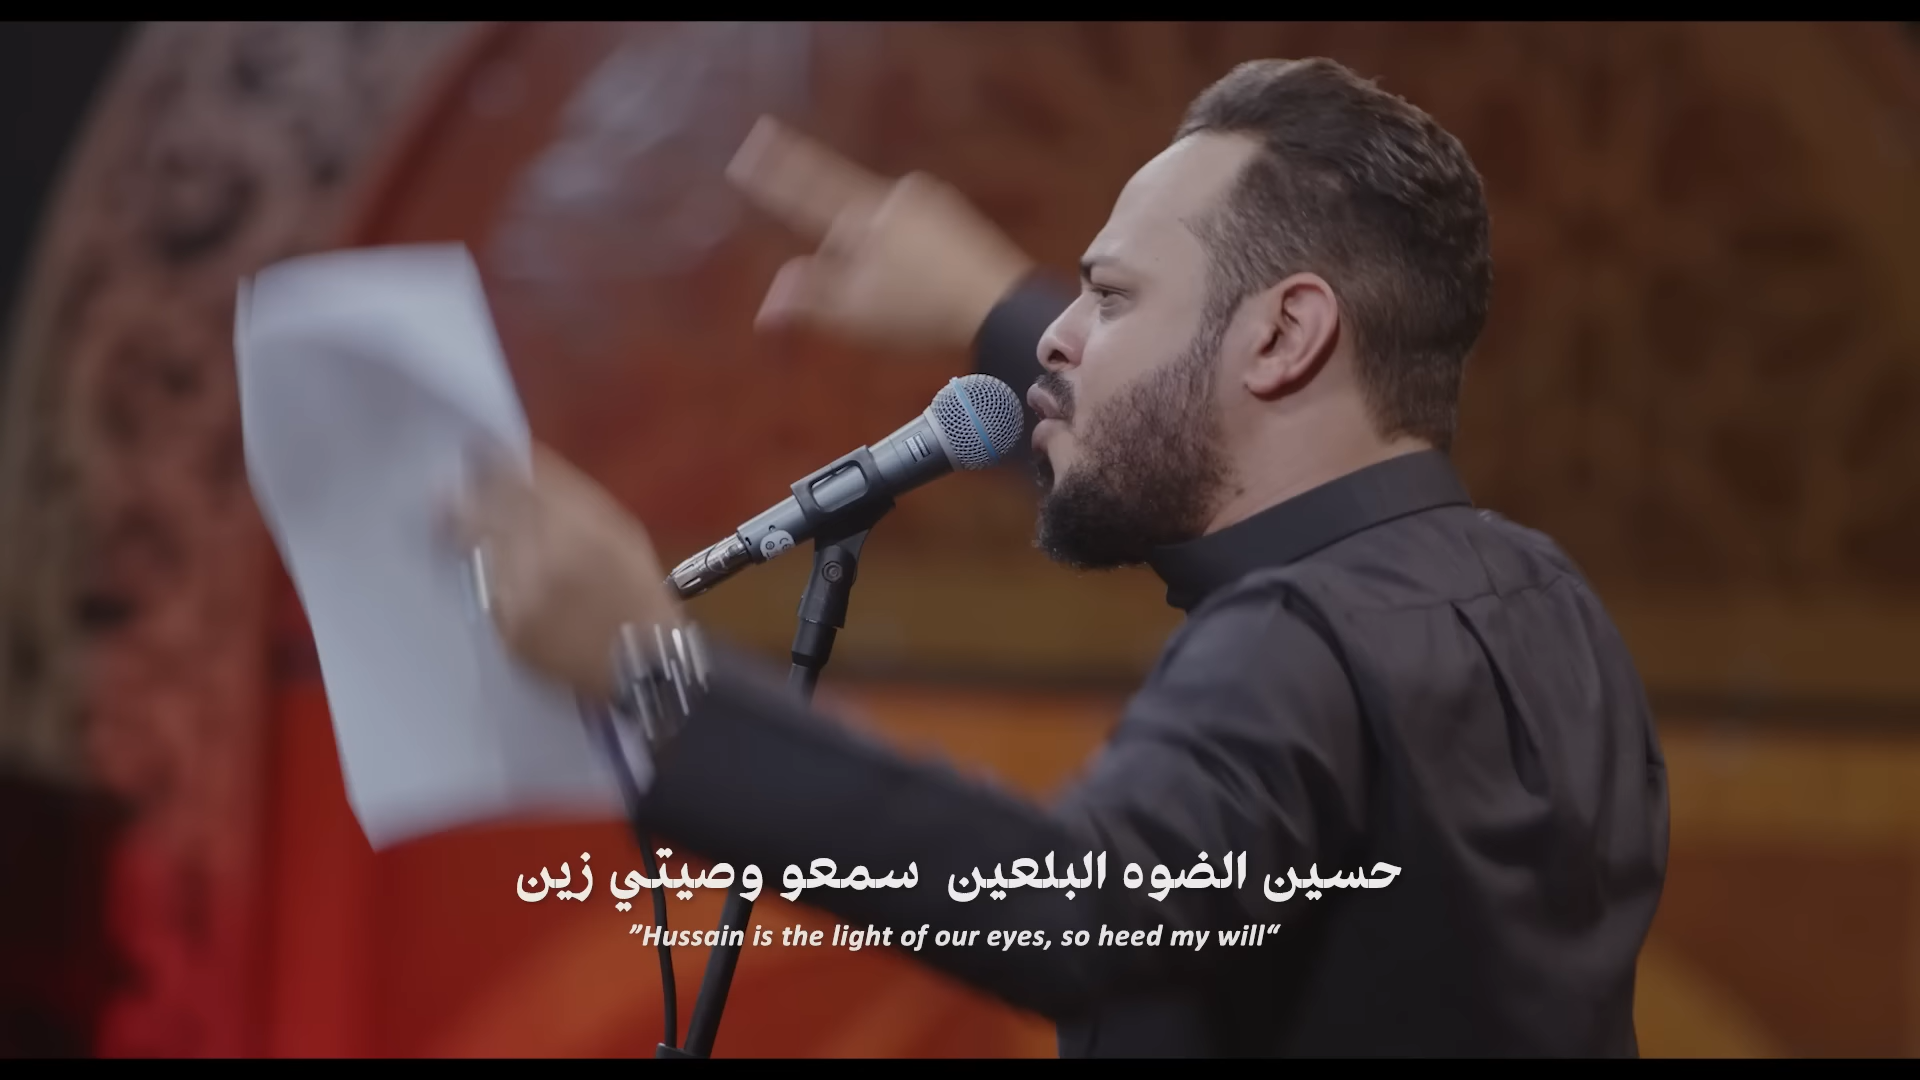 حسين الضوه البلعين سمعو وصيتي زين
”Hussain is the light of our eyes, so heed my will“